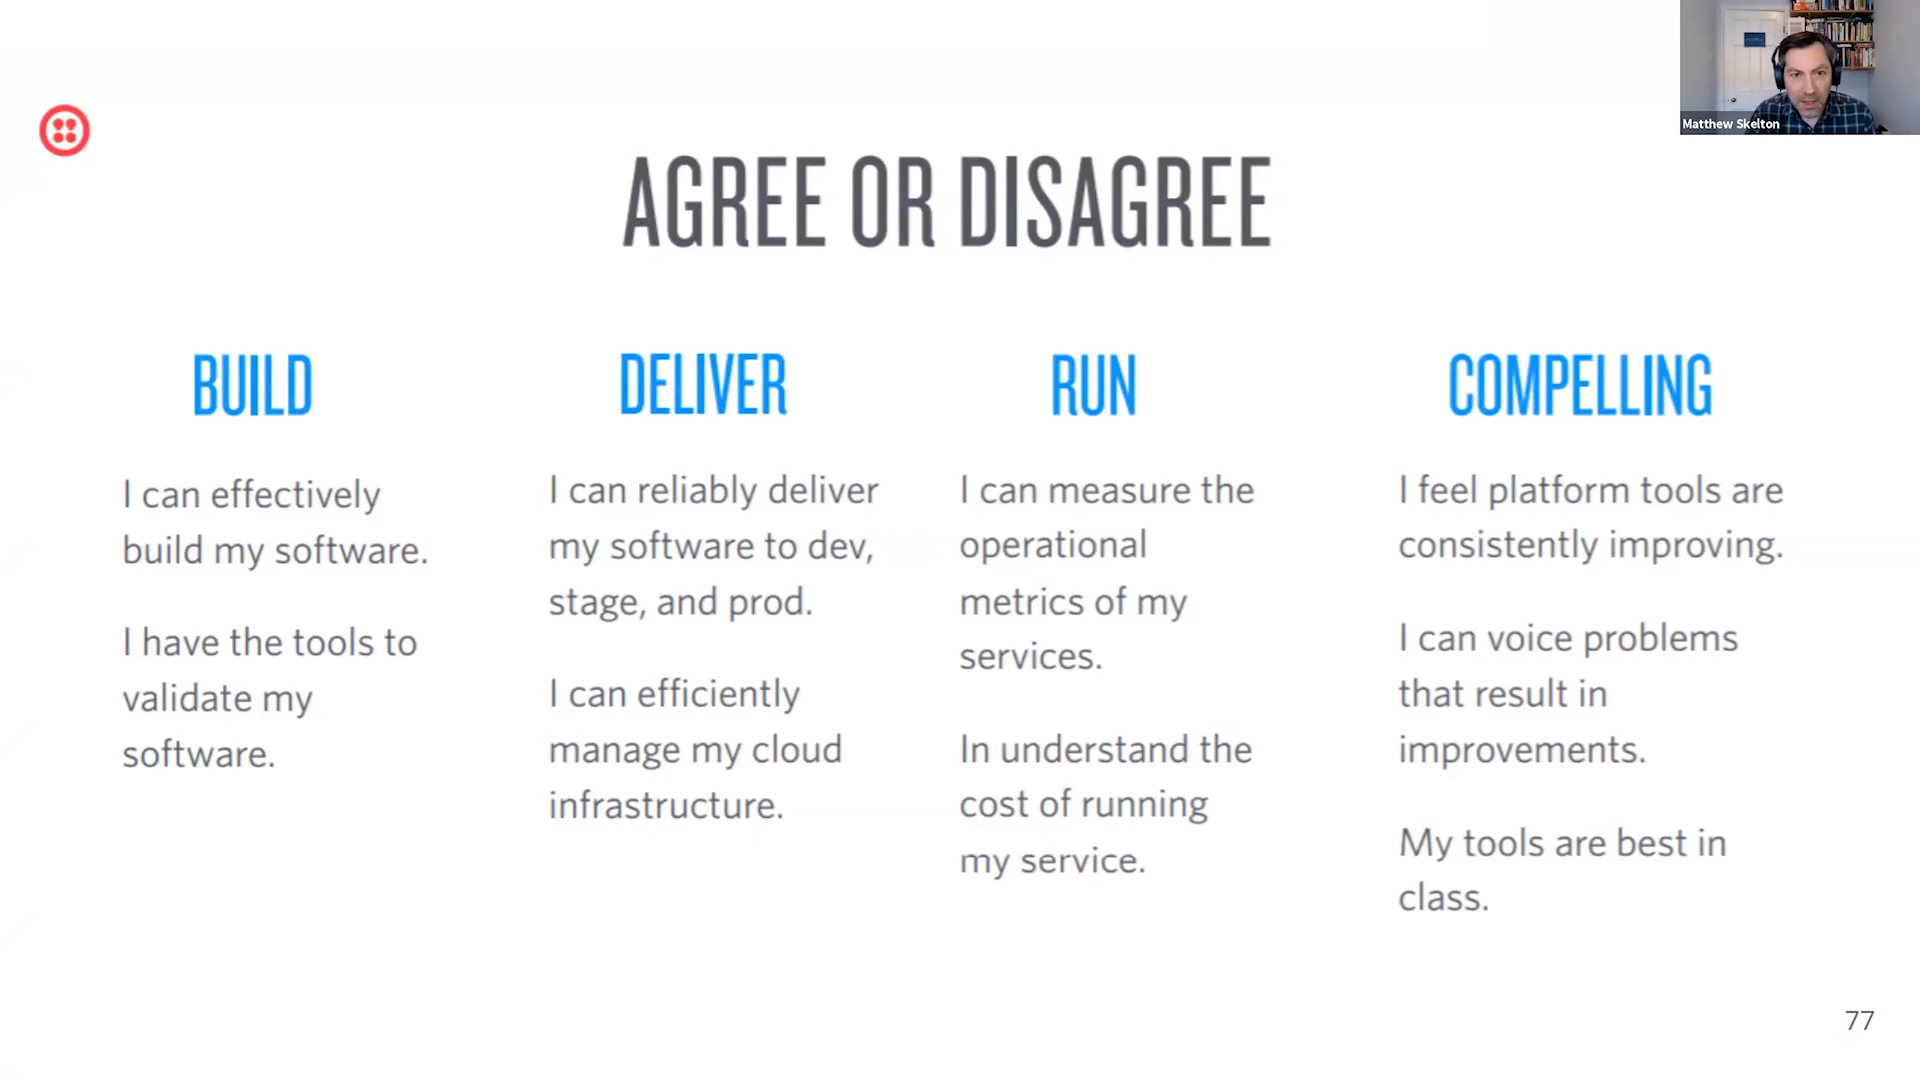 Matthew Skelton
AGREE OR DISAGREE
BUILD
I can effectively
build my software.
I have the tools to
validate my
software.
DELIVER
I can reliably deliver
my software to dev,
stage, and prod.
I can efficiently
manage my cloud
infrastructure.
RUN
I can measure the
operational
metrics of my
services.
In understand the
cost of running
my service.
COMPELLING
I feel platform tools are
consistently improving.
I can voice problems
that result in
improvements.
My tools are best in
class.
77